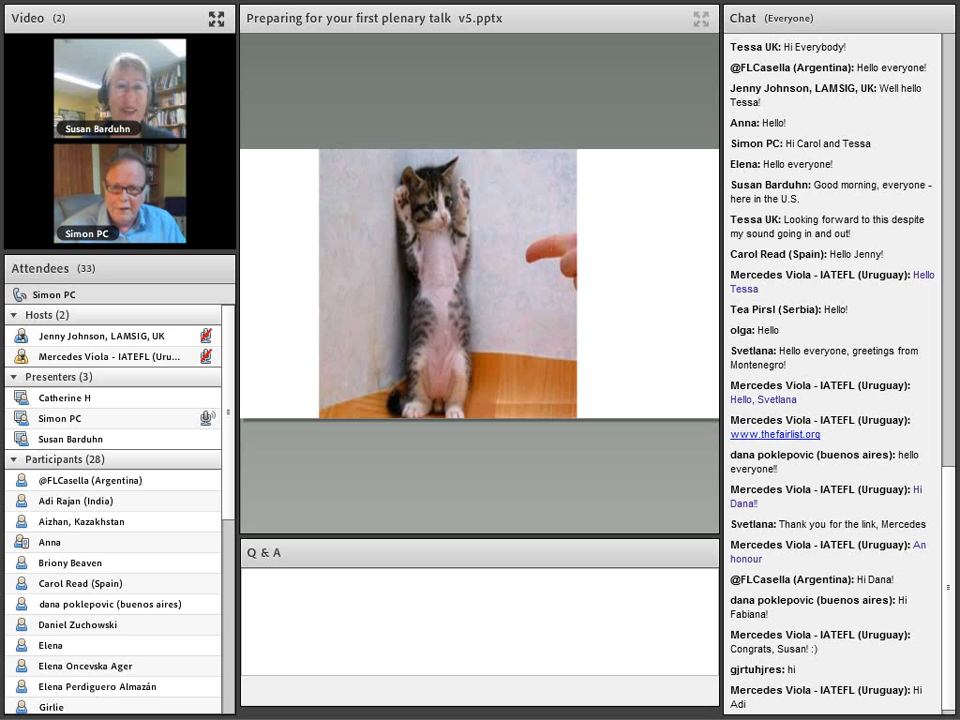 Video (2)
Susan Barduhn
Simon PC
Attendees (33)
Simon PC
Hosts (2)
Jenny Johnson, LAMSIG, UK
Mercedes Viola - IATEFL (Uru...
Presenters (3)
Catherine H
Simon PC
Susan Barduhn
Participants (28)
@FLCasella (Argentina)
Adi Rajan (India)
Aizhan, Kazakhstan
Anna
Briony Beaven
Carol Read (Spain)
dana poklepovic (buenos aires)
Daniel Zuchowski
Elena
Elena Oncevska Ager
Elena Perdiguero Almazán
Girlie
Preparing for your first plenary talk v5.pptx
Q & A
Chat (Everyone)
Tessa UK: Hi Everybody!
@FLCasella (Argentina): Hello everyone!
Jenny Johnson, LAMSIG, UK: Well hello
Tessa!
Anna: Hello!
Simon PC: Hi Carol and Tessa
Elena: Hello everyone!
Susan Barduhn: Good morning, everyone -
here in the U.S.
Tessa UK: Looking forward to this despite
my sound going in and out!
Carol Read (Spain): Hello Jenny!
Mercedes Viola - IATEFL (Uruguay): Hello
Tessa
Tea Pirsl (Serbia): Hello!
olga: Hello
Svetlana: Hello everyone, greetings from
Montenegro!
Mercedes Viola - IATEFL (Uruguay):
Hello, Svetlana
Mercedes Viola - IATEFL (Uruguay):
www.thefairlist.org
dana poklepovic (buenos aires): hello
everyone!!
Mercedes Viola - IATEFL (Uruguay): Hi
Dana!!
Svetlana: Thank you for the link, Mercedes
Mercedes Viola - IATEFL (Uruguay): An
honour
@FLCasella (Argentina): Hi Dana!
dana poklepovic (buenos aires): Hi
Fabiana!
Mercedes Viola - IATEFL (Uruguay):
Congrats, Susan! :)
gjrtuhjres: hi
Mercedes Viola - IATEFL (Uruguay): Hi
Adi